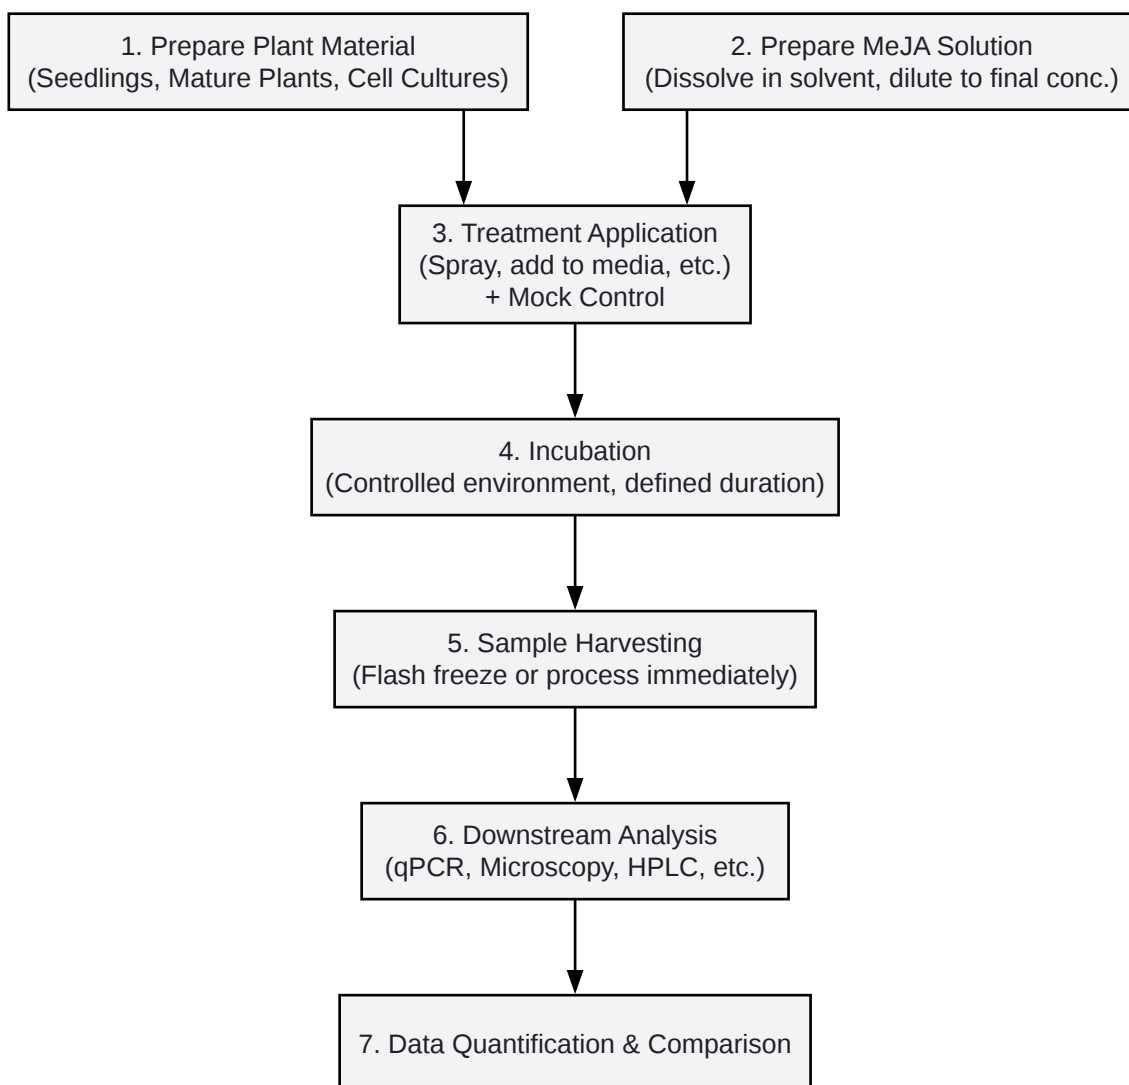 1. Prepare Plant Material
(Seedlings, Mature Plants, Cell Cultures)
2. Prepare MeJA Solution
(Dissolve in solvent, dilute to final conc.)
3. Treatment Application
(Spray, add to media, etc.)
+ Mock Control
4. Incubation
(Controlled environment, defined duration)
5. Sample Harvesting
(Flash freeze or process immediately)
6. Downstream Analysis
(qPCR, Microscopy, HPLC, etc.)
7. Data Quantification & Comparison